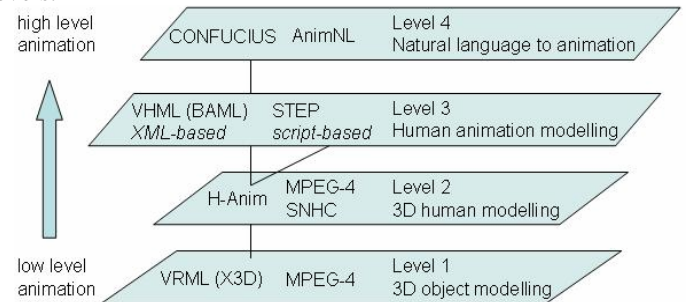 high level
animation
CONFUCIUS AnimNL
Level 4
Natural language to animation
VHML (BAML)
XML-based
STEP
script-based
Level 3
Human animation modelling
H-Anim
MPEG-4
SNHC
Level 2
3D human modelling
low level
animation
VRML (X3D) MPEG-4
Level 1
3D object modelling